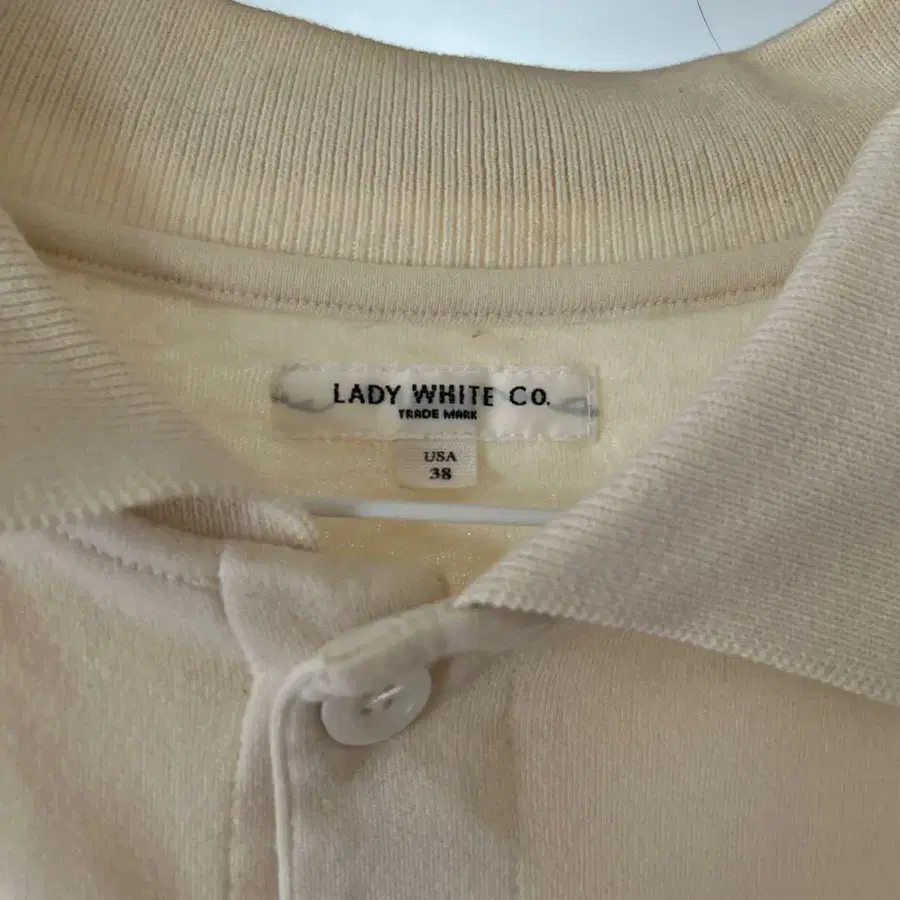 LADY WHITE CO.
TRADE MARK
USA
38